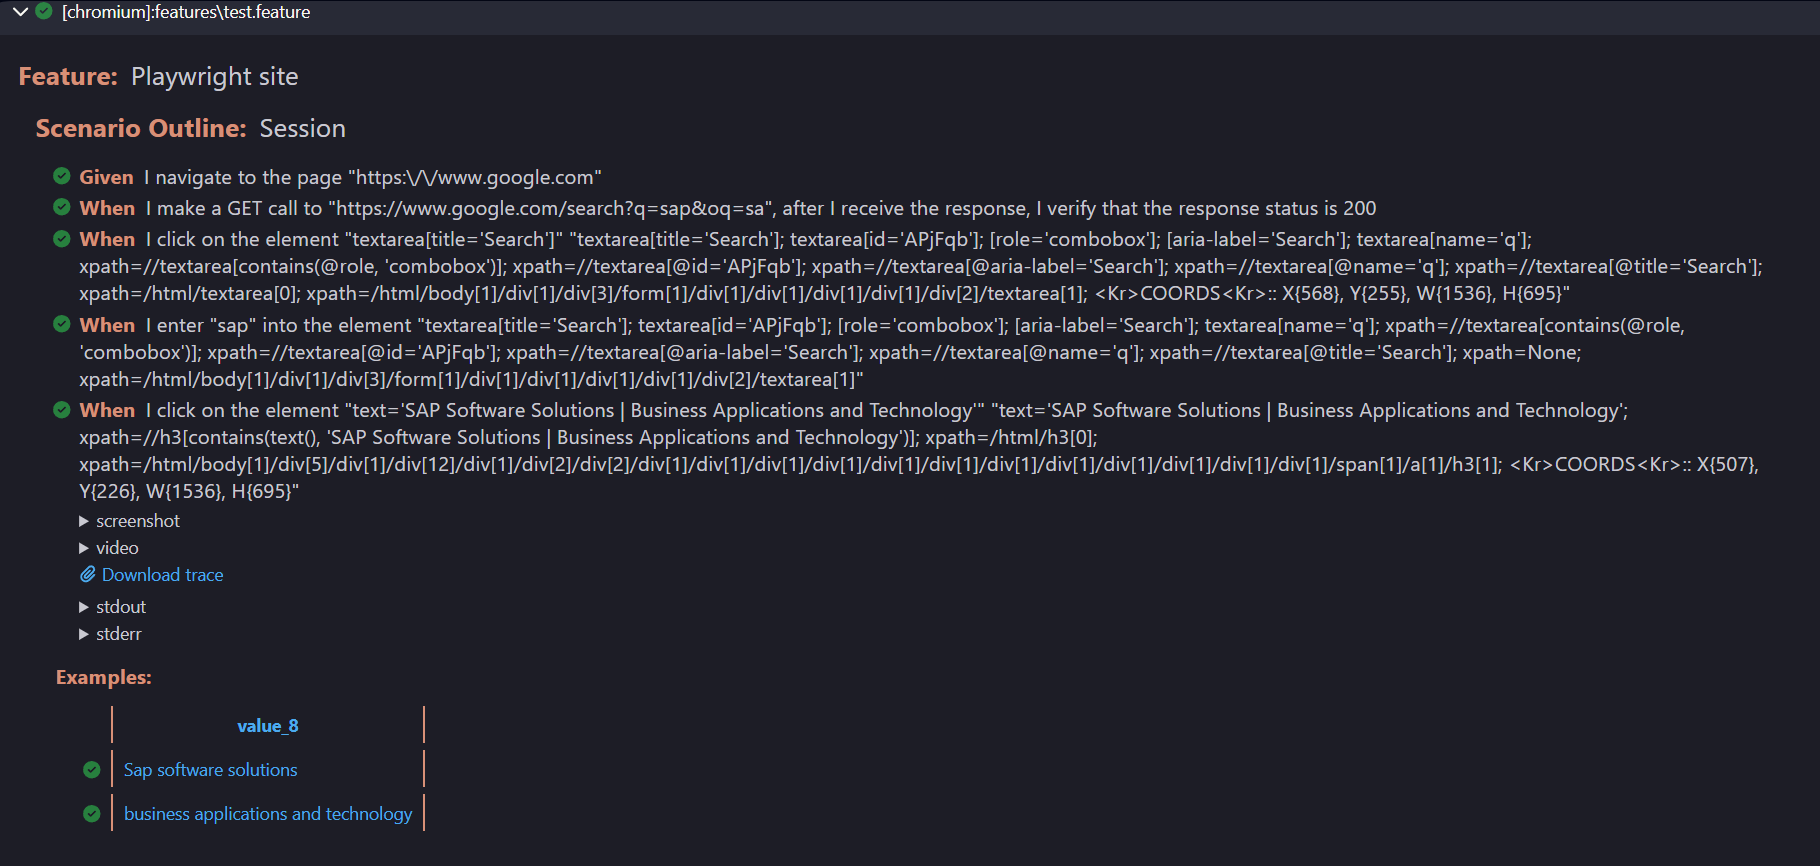 [chromium]:features\test.feature
Feature: Playwright site
Scenario Outline: Session
Given I navigate to the page "https:\/\/www.google.com"
When I make a GET call to "https://www.google.com/search?q=sap&oq=sa", after I receive the response, I verify that the response status is 200
When I click on the element "textarea[title='Search']" "textarea[title='Search']; textarea[id='APjFqb']; [role='combobox']; [aria-label='Search']; textarea[name='q'];
xpath=//textarea[contains(@role, 'combobox')]; xpath=//textarea[@id='APjFqb']; xpath=//textarea[@aria-label='Search']; xpath=//textarea[@name='q']; xpath=//textarea[@title='Search'];
xpath=/html/textarea[0]; xpath=/html/body[1]/div[1]/div[3]/form[1]/div[1]/div[1]/div[1]/div[1]/div[2]/textarea[1]; <Kr>COORDS<Kr>:: X{568}, Y{255}, W{1536}, H{695}"
When I enter "sap" into the element "textarea[title='Search']; textarea[id='APjFqb']; [role='combobox']; [aria-label='Search']; textarea[name='q']; xpath=//textarea[contains(@role,
'combobox')]; xpath=//textarea[@id='APjFqb']; xpath=//textarea[@aria-label='Search']; xpath=//textarea[@name='q']; xpath=//textarea[@title='Search']; xpath=None;
xpath=/html/body[1]/div[1]/div[3]/form[1]/div[1]/div[1]/div[1]/div[1]/div[2]/textarea[1]"
When I click on the element "text='SAP Software Solutions | Business Applications and Technology'" "text='SAP Software Solutions | Business Applications and Technology';
xpath=//h3[contains(text(), 'SAP Software Solutions | Business Applications and Technology')]; xpath=/html/h3[0];
xpath=/html/body[1]/div[5]/div[1]/div[12]/div[1]/div[2]/div[2]/div[1]/div[1]/div[1]/div[1]/div[1]/div[1]/div[1]/div[1]/div[1]/div[1]/div[1]/div[1]/span[1]/a[1]/h3[1]; <Kr>COORDS<Kr>:: X{507},
Y{226}, W{1536}, H{695}"
screenshot
video
Download trace
stdout
stderr
Examples:
value_8
Sap software solutions
business applications and technology